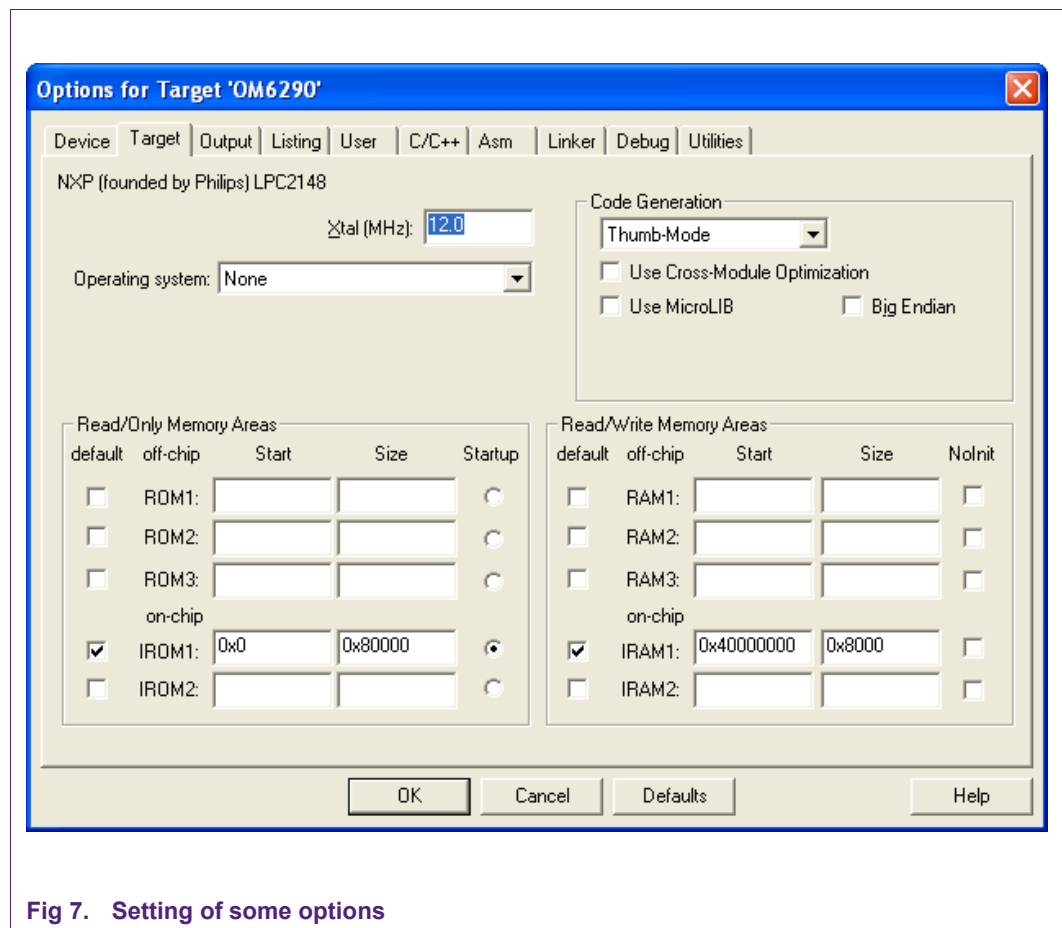 Options for Target 'OM6290'
Device Target Output Listing User C/C++ Asm Linker Debug Utilities
NXP (founded by Philips) LPC2148
Xtal (MHz): 12.0
Operating system: None
Code Generation
Thumb-Mode
Use Cross-Module Optimization
Use MicroLIB Big Endian
Read/Only Memory Areas
default off-chip Start Size Startup
ROM1:
ROM2:
ROM3:
on-chip
IROM1: 0x0 0x80000
IROM2:
Read/Write Memory Areas
default off-chip Start Size NoInit
RAM1:
RAM2:
RAM3:
on-chip
IRAM1: 0x40000000 0x8000
IRAM2:
OK Cancel Defaults Help
Fig 7. Setting of some options